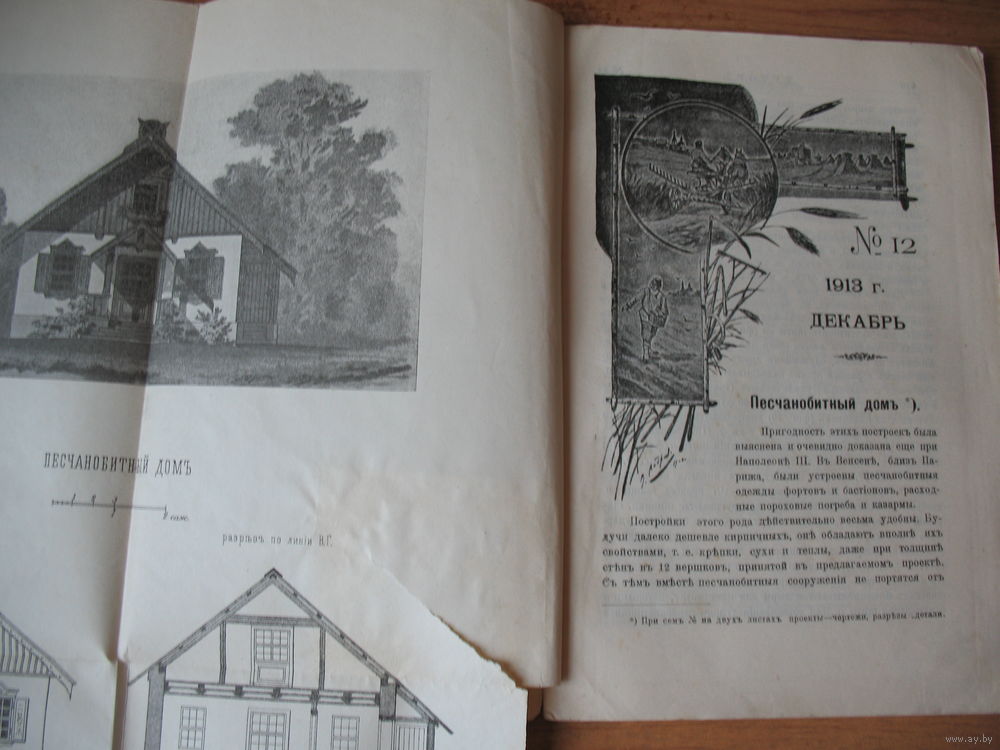 ПЕСЧАНОБИТНЫЙ ДОМЪ
2 саж.
разрѣзъ по линіи В.Г.
№ 12
1913 г.
ДЕКАБРЬ
Песчанобитный домъ *).
Пригодность этихъ построекъ была
выяснена и очевидно доказана еще при
Наполеонѣ III. Въ Венсенѣ, близъ Па-
рижа, были устроены песчанобитныя
одежды фортовъ и бастіоновъ, расход-
ные пороховые погреба и казармы.
Постройки этого рода дѣйствительно весьма удобны. Бу-
дучи далеко дешевле кирпичныхъ, онѣ обладаютъ вполнѣ ихъ
свойствами, т. е. крѣпки, сухи и теплы, даже при толщинѣ
стѣнъ въ 12 вершковъ, принятой въ предлагаемомъ проектѣ.
Съ тѣмъ вмѣстѣ песчанобитныя сооруженія не портятся отъ
*) При семъ № на двухъ листахъ проекты—чертежи, разрѣзы, детали.
www.ay.by